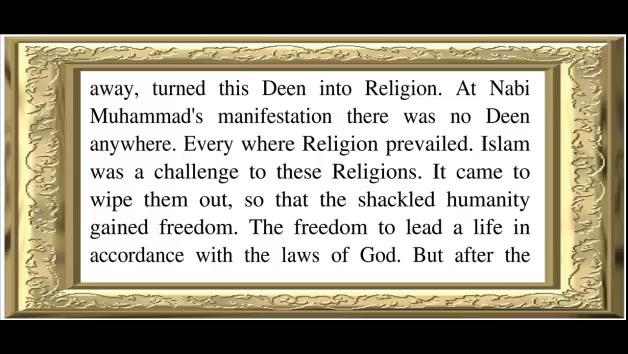 away, turned this Deen into Religion. At Nabi
Muhammad's manifestation there was no Deen
anywhere. Every where Religion prevailed. Islam
was a challenge to these Religions. It came to
wipe them out, so that the shackled humanity
gained freedom. The freedom to lead a life in
accordance with the laws of God. But after the